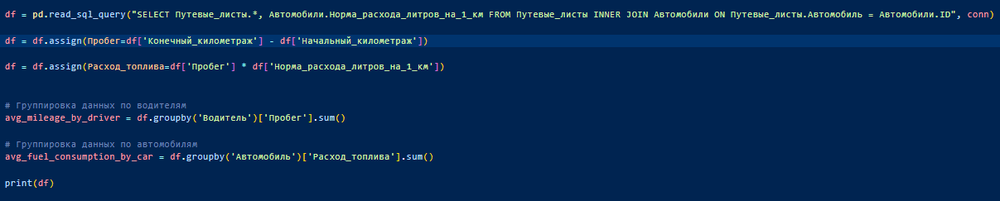 df = pd.read_sql_query("SELECT Путевые_листы.*, Автомобили.Норма_расхода_литров_на_1_км FROM Путевые_листы INNER JOIN Автомобили ON Путевые_листы.Автомобиль = Автомобили.ID", conn)
df = df.assign(Пробег=df['Конечный_километраж'] - df['Начальный_километраж'])
df = df.assign(Расход_топлива=df['Пробег'] * df['Норма_расхода_литров_на_1_км'])
# Группировка данных по водителям
avg_mileage_by_driver = df.groupby('Водитель')['Пробег'].sum()
# Группировка данных по автомобилям
avg_fuel_consumption_by_car = df.groupby('Автомобиль')['Расход_топлива'].sum()
print(df)